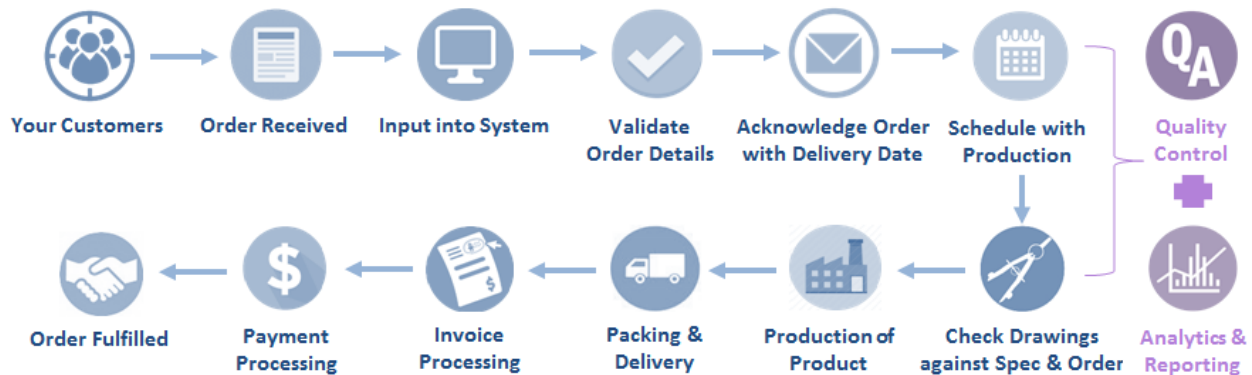 Your Customers
Order Received
Input into System
Validate
Order Details
Acknowledge Order
with Delivery Date
Schedule with
Production
QA
Quality
Control
Order Fulfilled
$
Payment
Processing
$
Invoice
Processing
Packing &
Delivery
Production of
Product
Check Drawings
against Spec & Order
Analytics &
Reporting